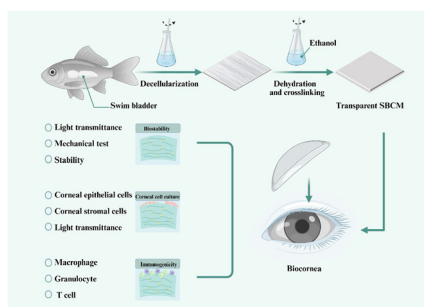 Ethanol
Decellularization
Dehydration
and crosslinking
Swim bladder
Transparent SBCM
Light transmittance
Mechanical test
Stability
Biostability
Corneal epithelial cells
Corneal stromal cells
Light transmittance
Corneal cell culture
Macrophage
Granulocyte
T cell
Immunogenicity
Biocornea